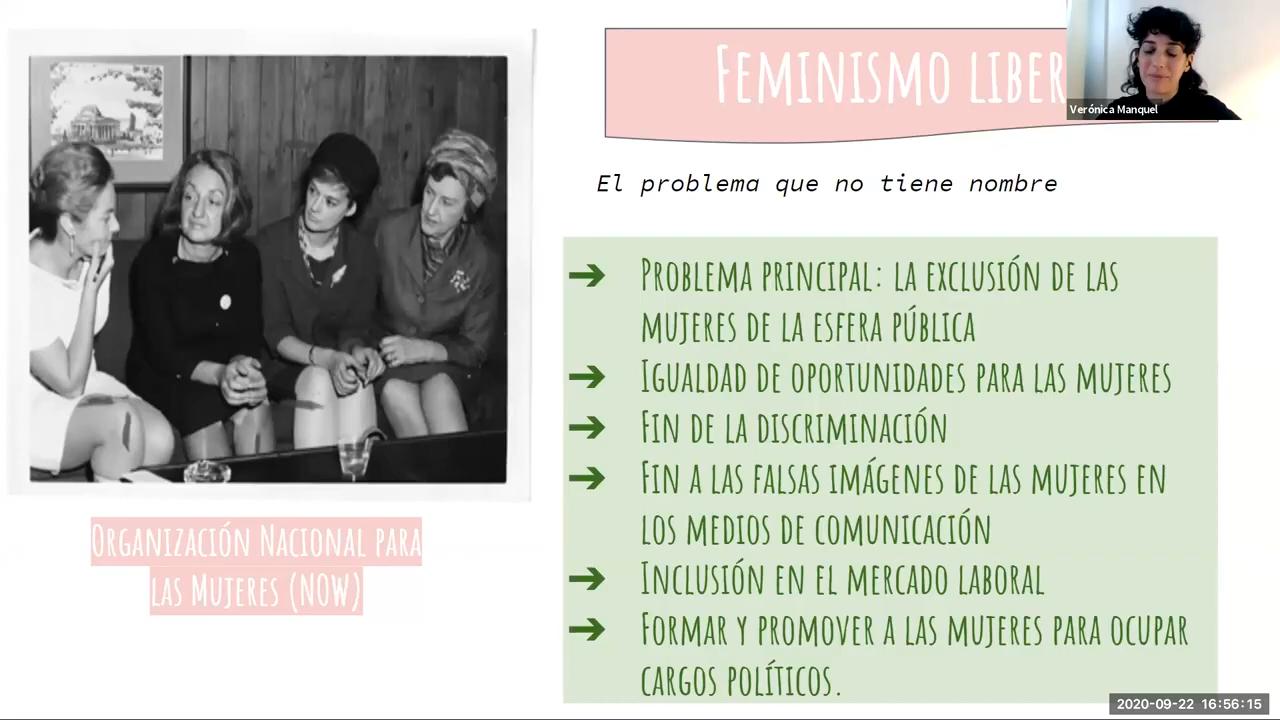 FEMINISMO LIBER
Verónica Manquel
El problema que no tiene nombre
➔ PROBLEMA PRINCIPAL: LA EXCLUSIÓN DE LAS
MUJERES DE LA ESFERA PÚBLICA
➔ IGUALDAD DE OPORTUNIDADES PARA LAS MUJERES
➔ FIN DE LA DISCRIMINACIÓN
➔ FIN A LAS FALSAS IMÁGENES DE LAS MUJERES EN
LOS MEDIOS DE COMUNICACIÓN
➔ INCLUSIÓN EN EL MERCADO LABORAL
➔ FORMAR Y PROMOVER A LAS MUJERES PARA OCUPAR
CARGOS POLÍTICOS.
ORGANIZACIÓN NACIONAL PARA
LAS MUJERES (NOW)
2020-09-22 16:56:15